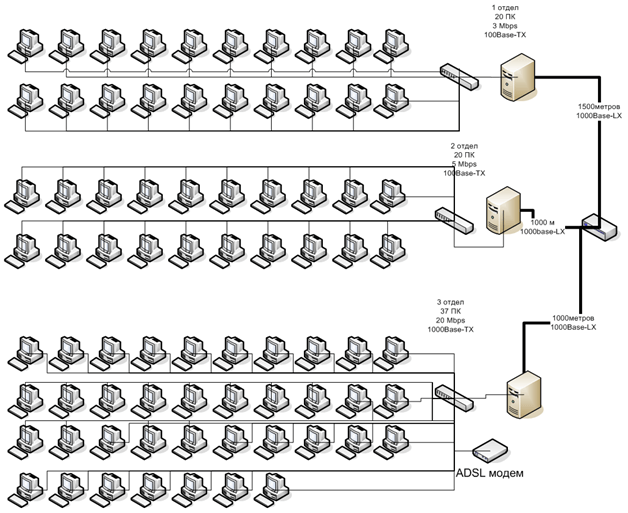 1 отдел
20 ПК
3 Mbps
100Base-TX
1500метров
1000Base-LX
2 отдел
20 ПК
5 Mbps
100Base-TX
1000 м
1000base-LX
3 отдел
37 ПК
20 Mbps
1000Base-TX
1000метров
1000Base-LX
ADSL модем